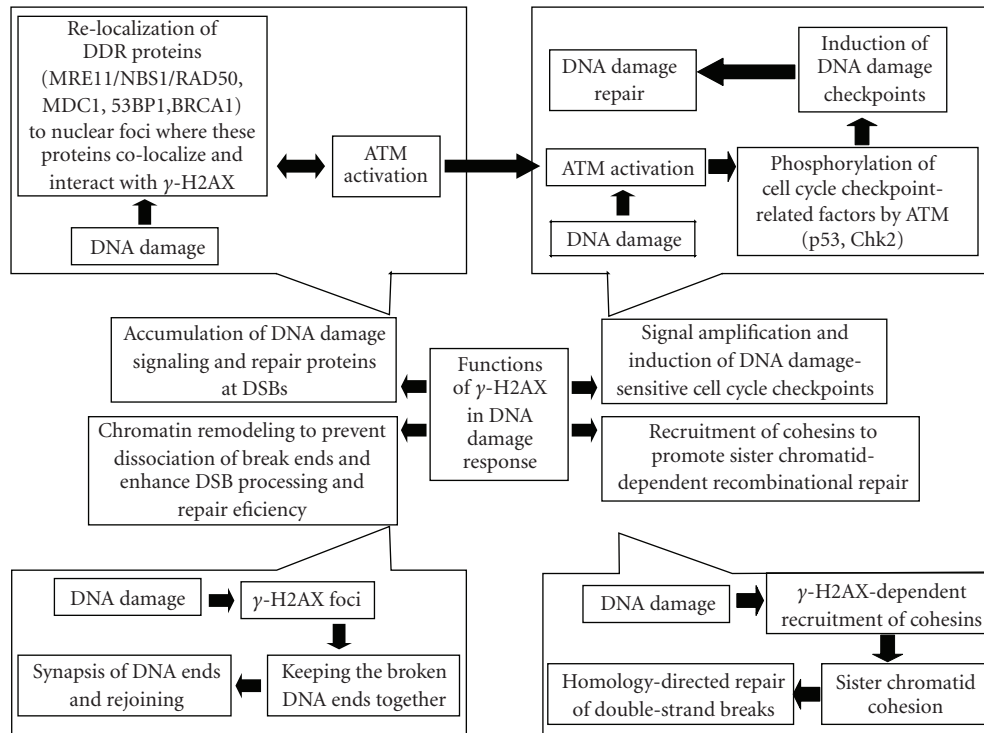 Re-localization of
DDR proteins
(MRE11/NBS1/RAD50,
MDC1, 53BP1,BRCA1)
to nuclear foci where these
proteins co-localize and
interact with γ-H2AX
ATM
activation
DNA damage
DNA damage
repair
Induction of
DNA damage
checkpoints
ATM activation
Phosphorylation of
cell cycle checkpoint-
related factors by ATM
(p53, Chk2)
DNA damage
Accumulation of DNA damage
signaling and repair proteins
at DSBs
Functions
of γ-H2AX
in DNA
damage
response
Signal amplification and
induction of DNA damage-
sensitive cell cycle checkpoints
Chromatin remodeling to prevent
dissociation of break ends and
enhance DSB processing and
repair eficiency
Recruitment of cohesins to
promote sister chromatid-
dependent recombinational repair
DNA damage
γ-H2AX foci
Synapsis of DNA ends
and rejoining
Keeping the broken
DNA ends together
DNA damage
γ-H2AX-dependent
recruitment of cohesins
Homology-directed repair
of double-strand breaks
Sister chromatid
cohesion